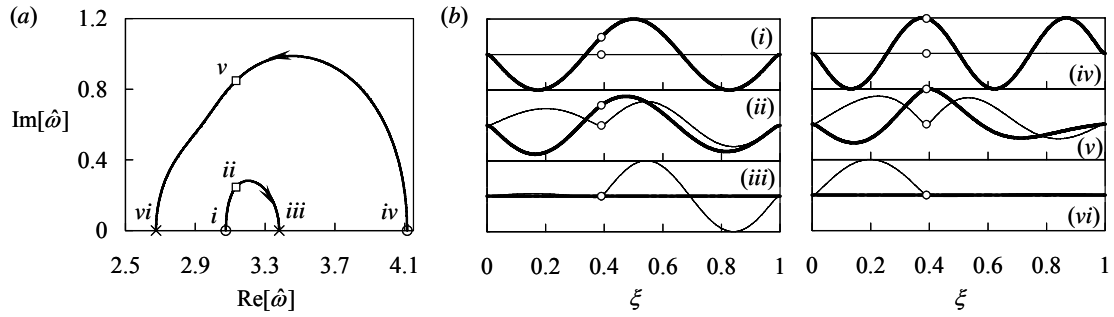 (a)
1.2
0.8
0.4
0
Im[ω̂]
v
ii
vi
i
iii
iv
2.5 2.9 3.3 3.7 4.1
Re[ω̂]
(b)
(i)
(ii)
(iii)
0 0.2 0.4 0.6 0.8 1
ξ
(iv)
(v)
(vi)
0 0.2 0.4 0.6 0.8 1
ξ